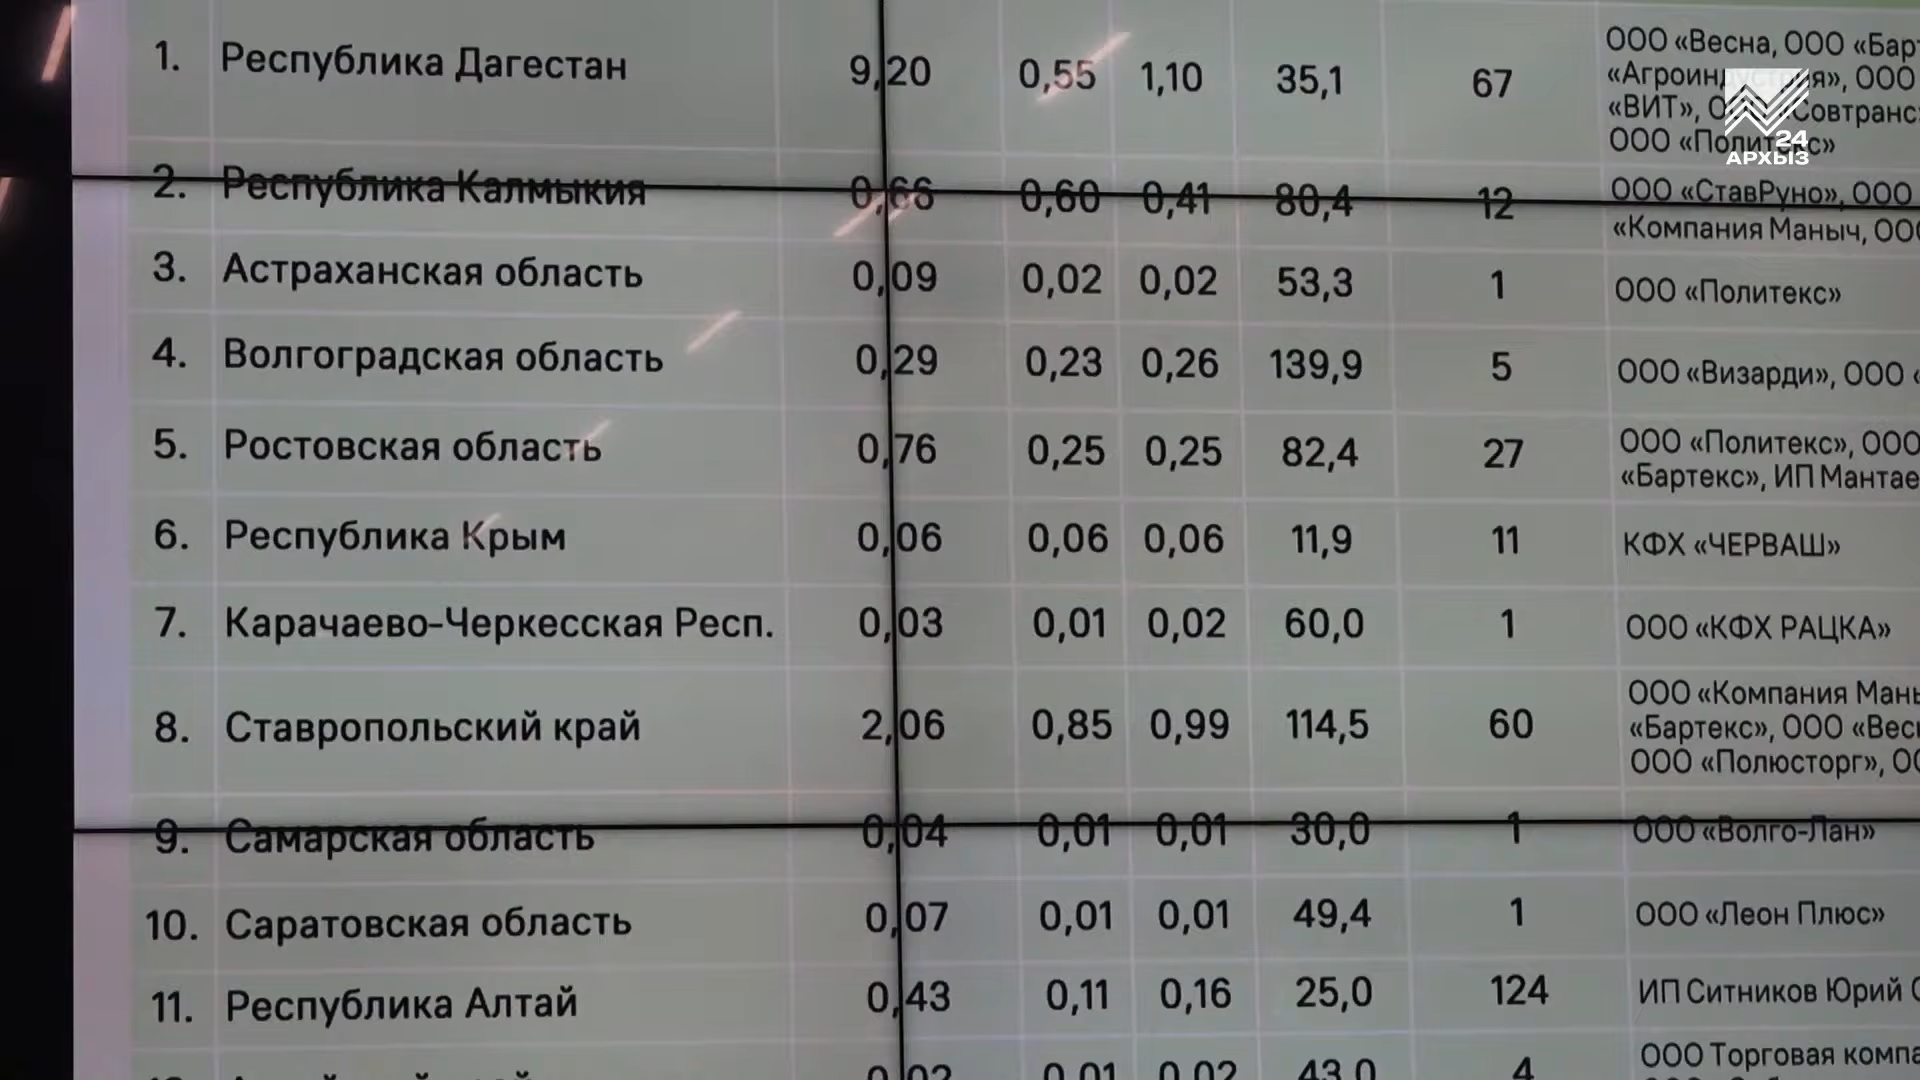 1. Республика Дагестан 9,20 0,55 1,10 35,1 67
ООО «Весна, ООО «Бар
«Агроиндустрия», ООО
«ВИТ», ООО «Совтранс
ООО «Политекс»
24
АРХЫЗ
2. Республика Калмыкия 0,66 0,60 0,41 80,4 12 ООО «СтавРуно», ООО
«Компания Маныч, ООО
3. Астраханская область 0,09 0,02 0,02 53,3 1 ООО «Политекс»
4. Волгоградская область 0,29 0,23 0,26 139,9 5 ООО «Визарди», ООО «
5. Ростовская область 0,76 0,25 0,25 82,4 27 ООО «Политекс», ООО
«Бартекс», ИП Мантае
6. Республика Крым 0,06 0,06 0,06 11,9 11 КФХ «ЧЕРВАШ»
7. Карачаево-Черкесская Респ. 0,03 0,01 0,02 60,0 1 ООО «КФХ РАЦКА»
8. Ставропольский край 2,06 0,85 0,99 114,5 60 ООО «Компания Мань
«Бартекс», ООО «Весн
ООО «Полюсторг», ОО
9. Самарская область 0,04 0,01 0,01 30,0 1 ООО «Волго-Лан»
10. Саратовская область 0,07 0,01 0,01 49,4 1 ООО «Леон Плюс»
11. Республика Алтай 0,43 0,11 0,16 25,0 124 ИП Ситников Юрий С
0,02 0,01 0,02 43,0 4 ООО Торговая компа